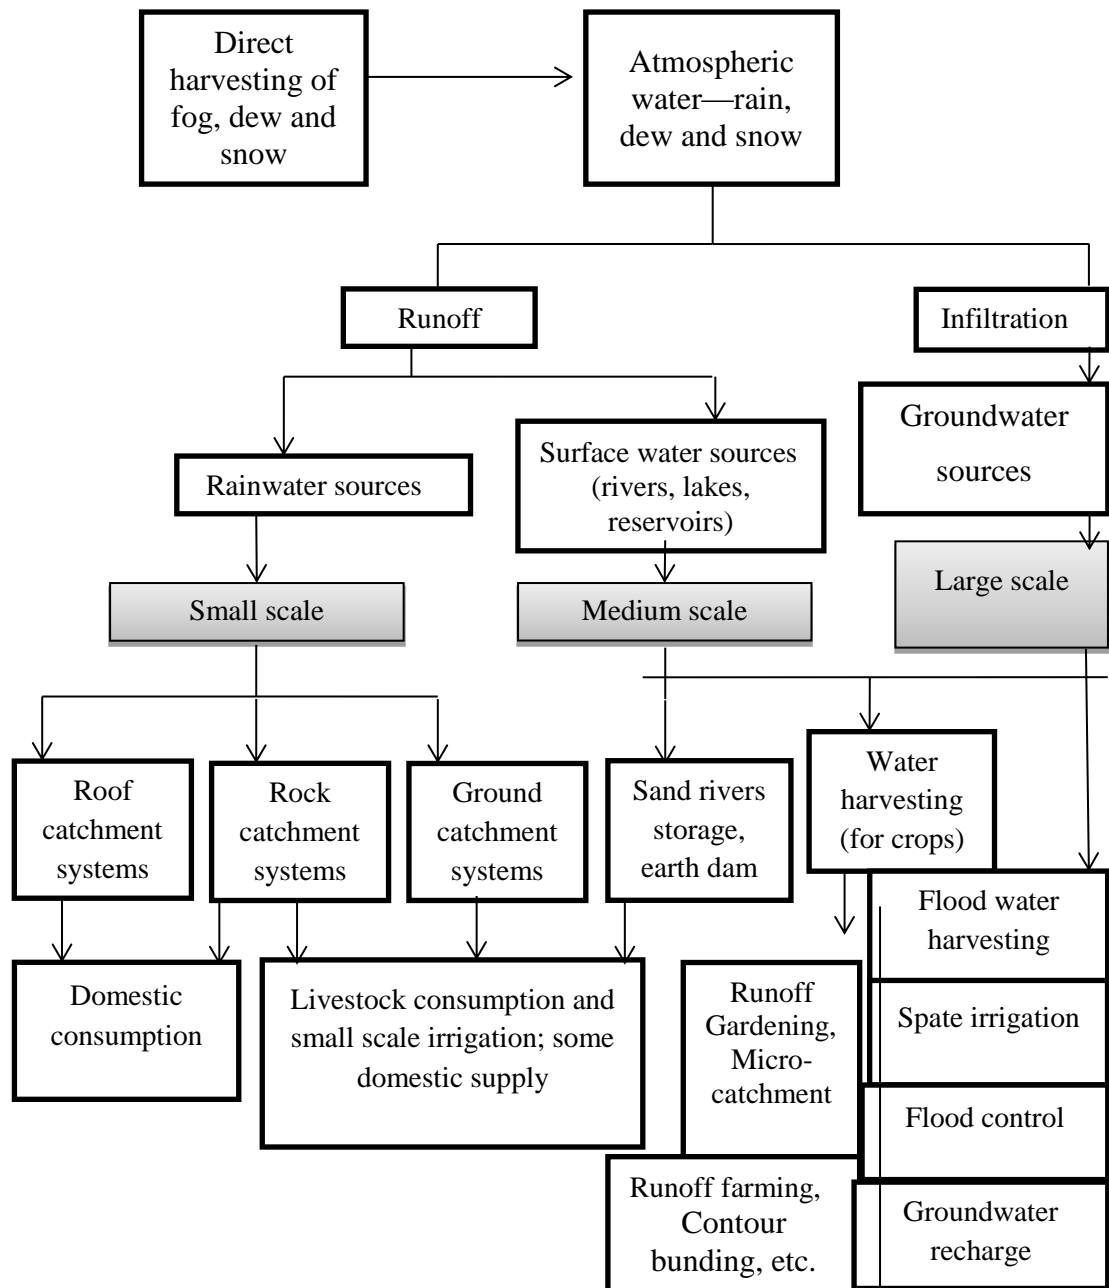 Direct
harvesting of
fog, dew and
snow
Atmospheric
water—rain,
dew and snow
Runoff
Infiltration
Rainwater sources
Surface water sources
(rivers, lakes,
reservoirs)
Groundwater
sources
Small scale
Medium scale
Large scale
Roof
catchment
systems
Rock
catchment
systems
Ground
catchment
systems
Sand rivers
storage,
earth dam
Water
harvesting
(for crops)
Domestic
consumption
Livestock consumption and
small scale irrigation; some
domestic supply
Runoff
Gardening,
Micro-
catchment
Runoff farming,
Contour
bunding, etc.
Flood water
harvesting
Spate irrigation
Flood control
Groundwater
recharge